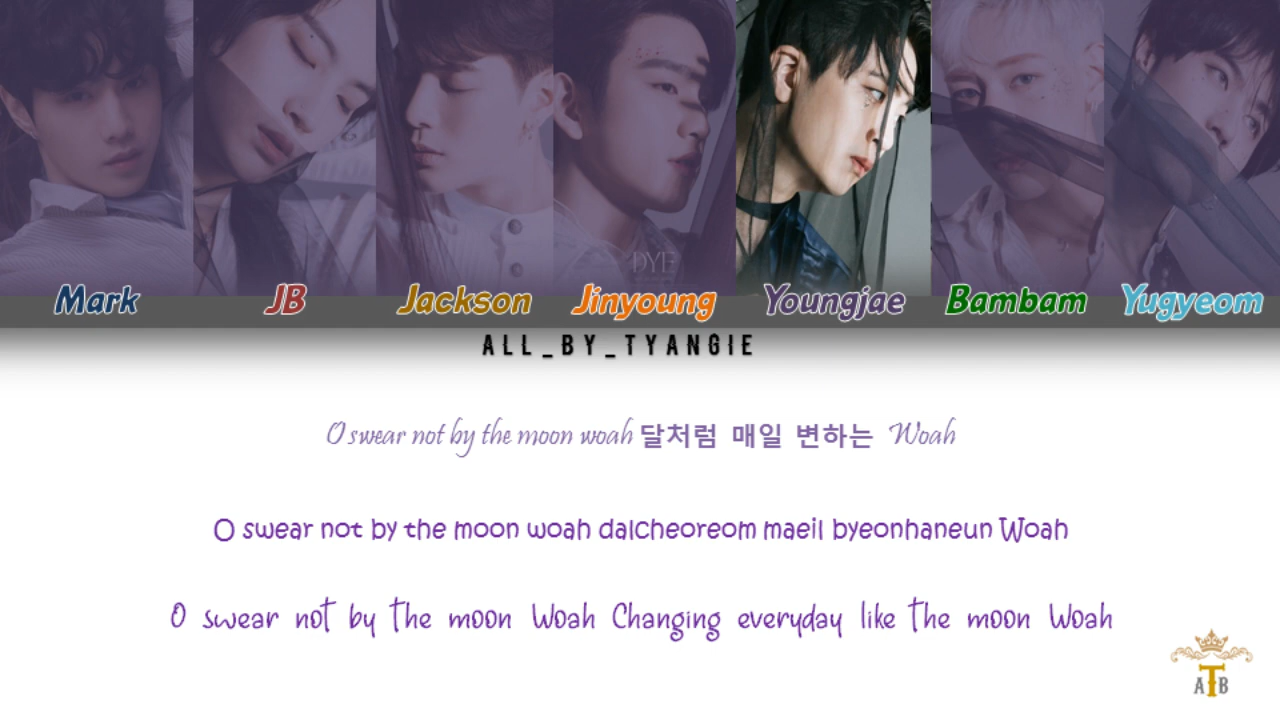 DYE
Mark JB Jackson Jinyoung Youngjae Bambam Yugyeom
ALL_BY_TYANGIE
O swear not by the moon woah 달처럼 매일 변하는 Woah
O swear not by the moon woah dalcheoreom maeil byeonhaneun Woah
O swear not by the moon Woah Changing everyday like the moon Woah
ATB